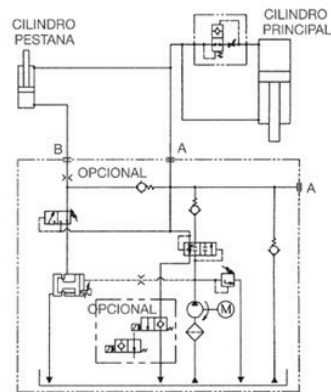 CILINDRO
PESTANA
CILINDRO
PRINCIPAL
B
A
OPCIONAL
A
OPCIONAL
M